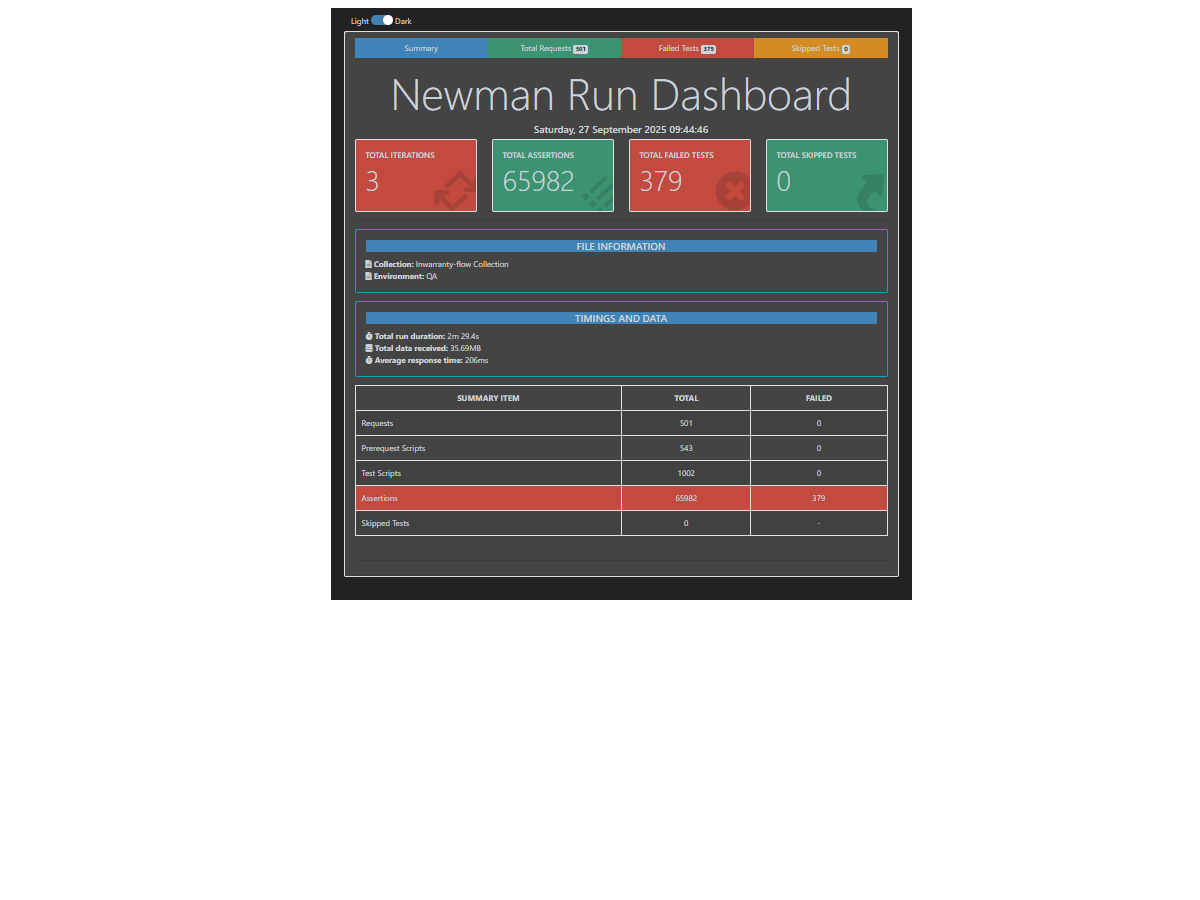 Light Dark
Summary Total Requests 501 Failed Tests 379 Skipped Tests 0
Newman Run Dashboard
Saturday, 27 September 2025 09:44:46
TOTAL ITERATIONS TOTAL ASSERTIONS TOTAL FAILED TESTS TOTAL SKIPPED TESTS
3 65982 379 0
FILE INFORMATION
Collection: Inwarranty-flow Collection
Environment: QA
TIMINGS AND DATA
Total run duration: 2m 29.4s
Total data received: 35.69MB
Average response time: 206ms
SUMMARY ITEM TOTAL FAILED
Requests 501 0
Prerequest Scripts 543 0
Test Scripts 1002 0
Assertions 65982 379
Skipped Tests 0 -